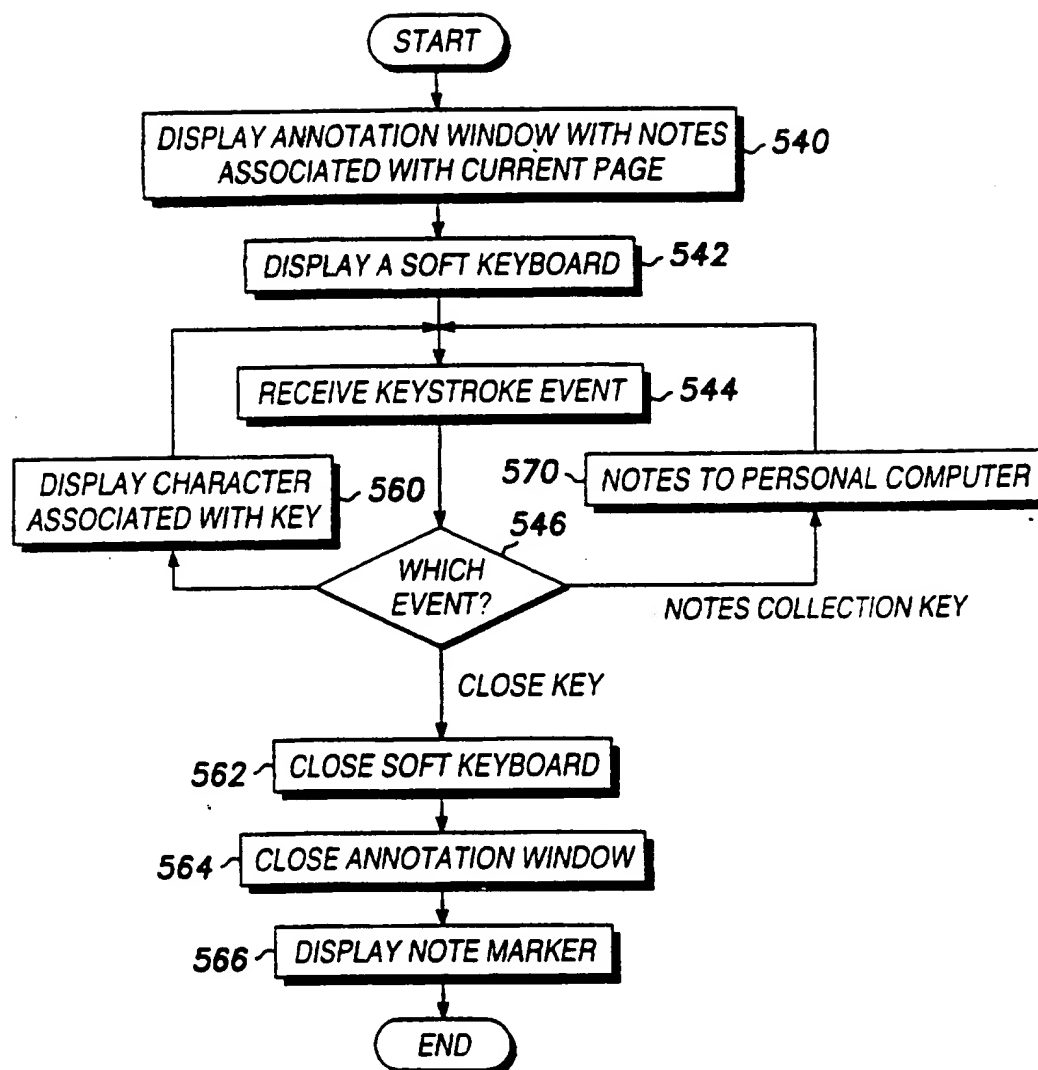 START
DISPLAY ANNOTATION WINDOW WITH NOTES
ASSOCIATED WITH CURRENT PAGE
540
DISPLAY A SOFT KEYBOARD
542
RECEIVE KEYSTROKE EVENT
544
DISPLAY CHARACTER
ASSOCIATED WITH KEY
560
570
NOTES TO PERSONAL COMPUTER
546
WHICH
EVENT?
NOTES COLLECTION KEY
CLOSE KEY
562
CLOSE SOFT KEYBOARD
564
CLOSE ANNOTATION WINDOW
566
DISPLAY NOTE MARKER
END